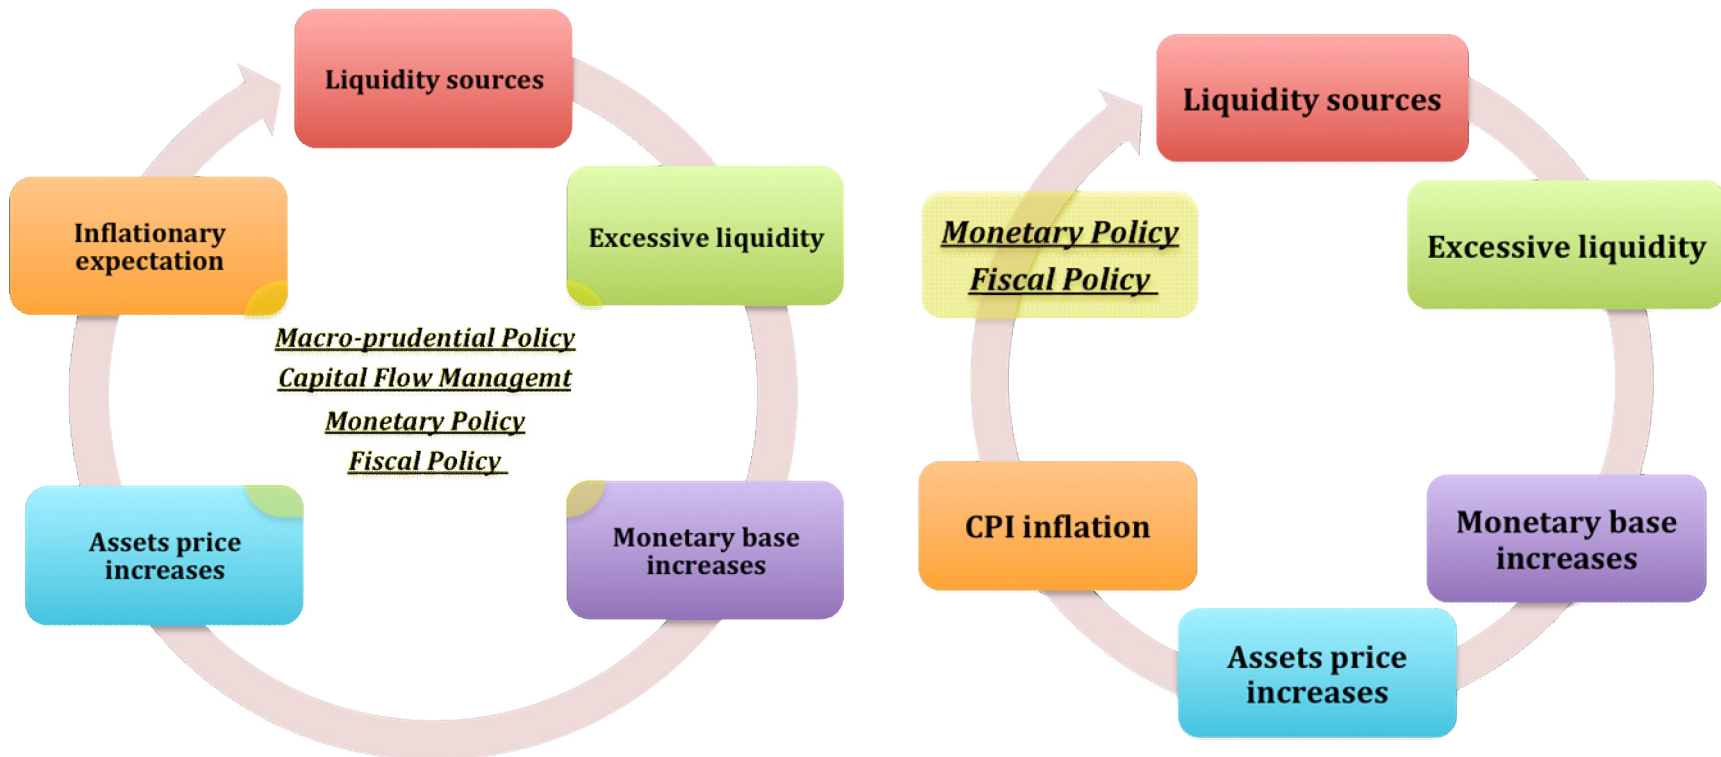 Liquidity sources
Excessive liquidity
Inflationary
expectation
Macro-prudential Policy
Capital Flow Managemt
Monetary Policy
Fiscal Policy
Monetary base
increases
Assets price
increases
Liquidity sources
Excessive liquidity
Monetary Policy
Fiscal Policy
Monetary base
increases
CPI inflation
Assets price
increases